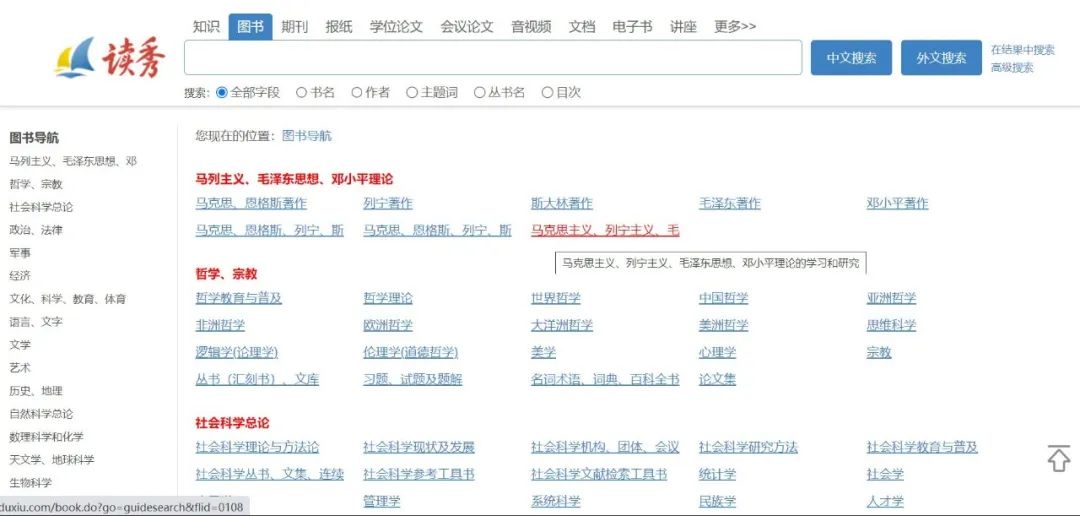 知识 图书 期刊 报纸 学位论文 会议论文 音视频 文档 电子书 讲座 更多>>
读秀
中文搜索 外文搜索 在结果中搜索
高级搜索
搜索: 全部字段 书名 作者 主题词 丛书名 目次
图书导航
马列主义、毛泽东思想、邓
哲学、宗教
社会科学总论
政治、法律
军事
经济
文化、科学、教育、体育
语言、文字
文学
艺术
历史、地理
自然科学总论
数理科学和化学
天文学、地球科学
生物科学
您现在的位置: 图书导航
马列主义、毛泽东思想、邓小平理论
马克思、恩格斯著作 列宁著作 斯大林著作 毛泽东著作 邓小平著作
马克思、恩格斯、列宁、斯 马克思、恩格斯、列宁、斯 马克思主义、列宁主义、毛
马克思主义、列宁主义、毛泽东思想、邓小平理论的学习和研究
哲学、宗教
哲学教育与普及 哲学理论 世界哲学 中国哲学 亚洲哲学
非洲哲学 欧洲哲学 大洋洲哲学 美洲哲学 思维科学
逻辑学(论理学) 伦理学(道德哲学) 美学 心理学 宗教
丛书（汇刻书）、文库 习题、试题及题解 名词术语、词典、百科全书 论文集
社会科学总论
社会科学理论与方法论 社会科学现状及发展 社会科学机构、团体、会议 社会科学研究方法 社会科学教育与普及
社会科学丛书、文集、连续 社会科学参考工具书 社会科学文献检索工具书 统计学 社会学
管理学 系统科学 民族学 人才学
duxiu.com/book.do?go=guidesearch&flid=0108